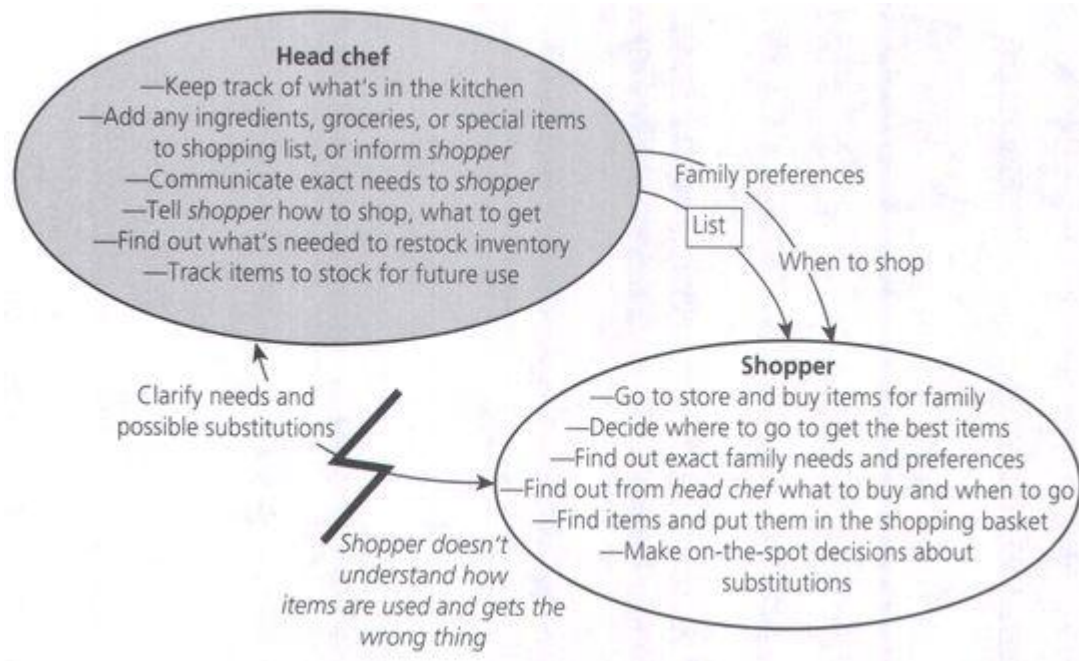 Head chef
—Keep track of what's in the kitchen
—Add any ingredients, groceries, or special items
to shopping list, or inform shopper
—Communicate exact needs to shopper
—Tell shopper how to shop, what to get
—Find out what's needed to restock inventory
—Track items to stock for future use
Family preferences
List
When to shop
Clarify needs and
possible substitutions
Shopper doesn't
understand how
items are used and gets the
wrong thing
Shopper
—Go to store and buy items for family
—Decide where to go to get the best items
—Find out exact family needs and preferences
—Find out from head chef what to buy and when to go
—Find items and put them in the shopping basket
—Make on-the-spot decisions about
substitutions